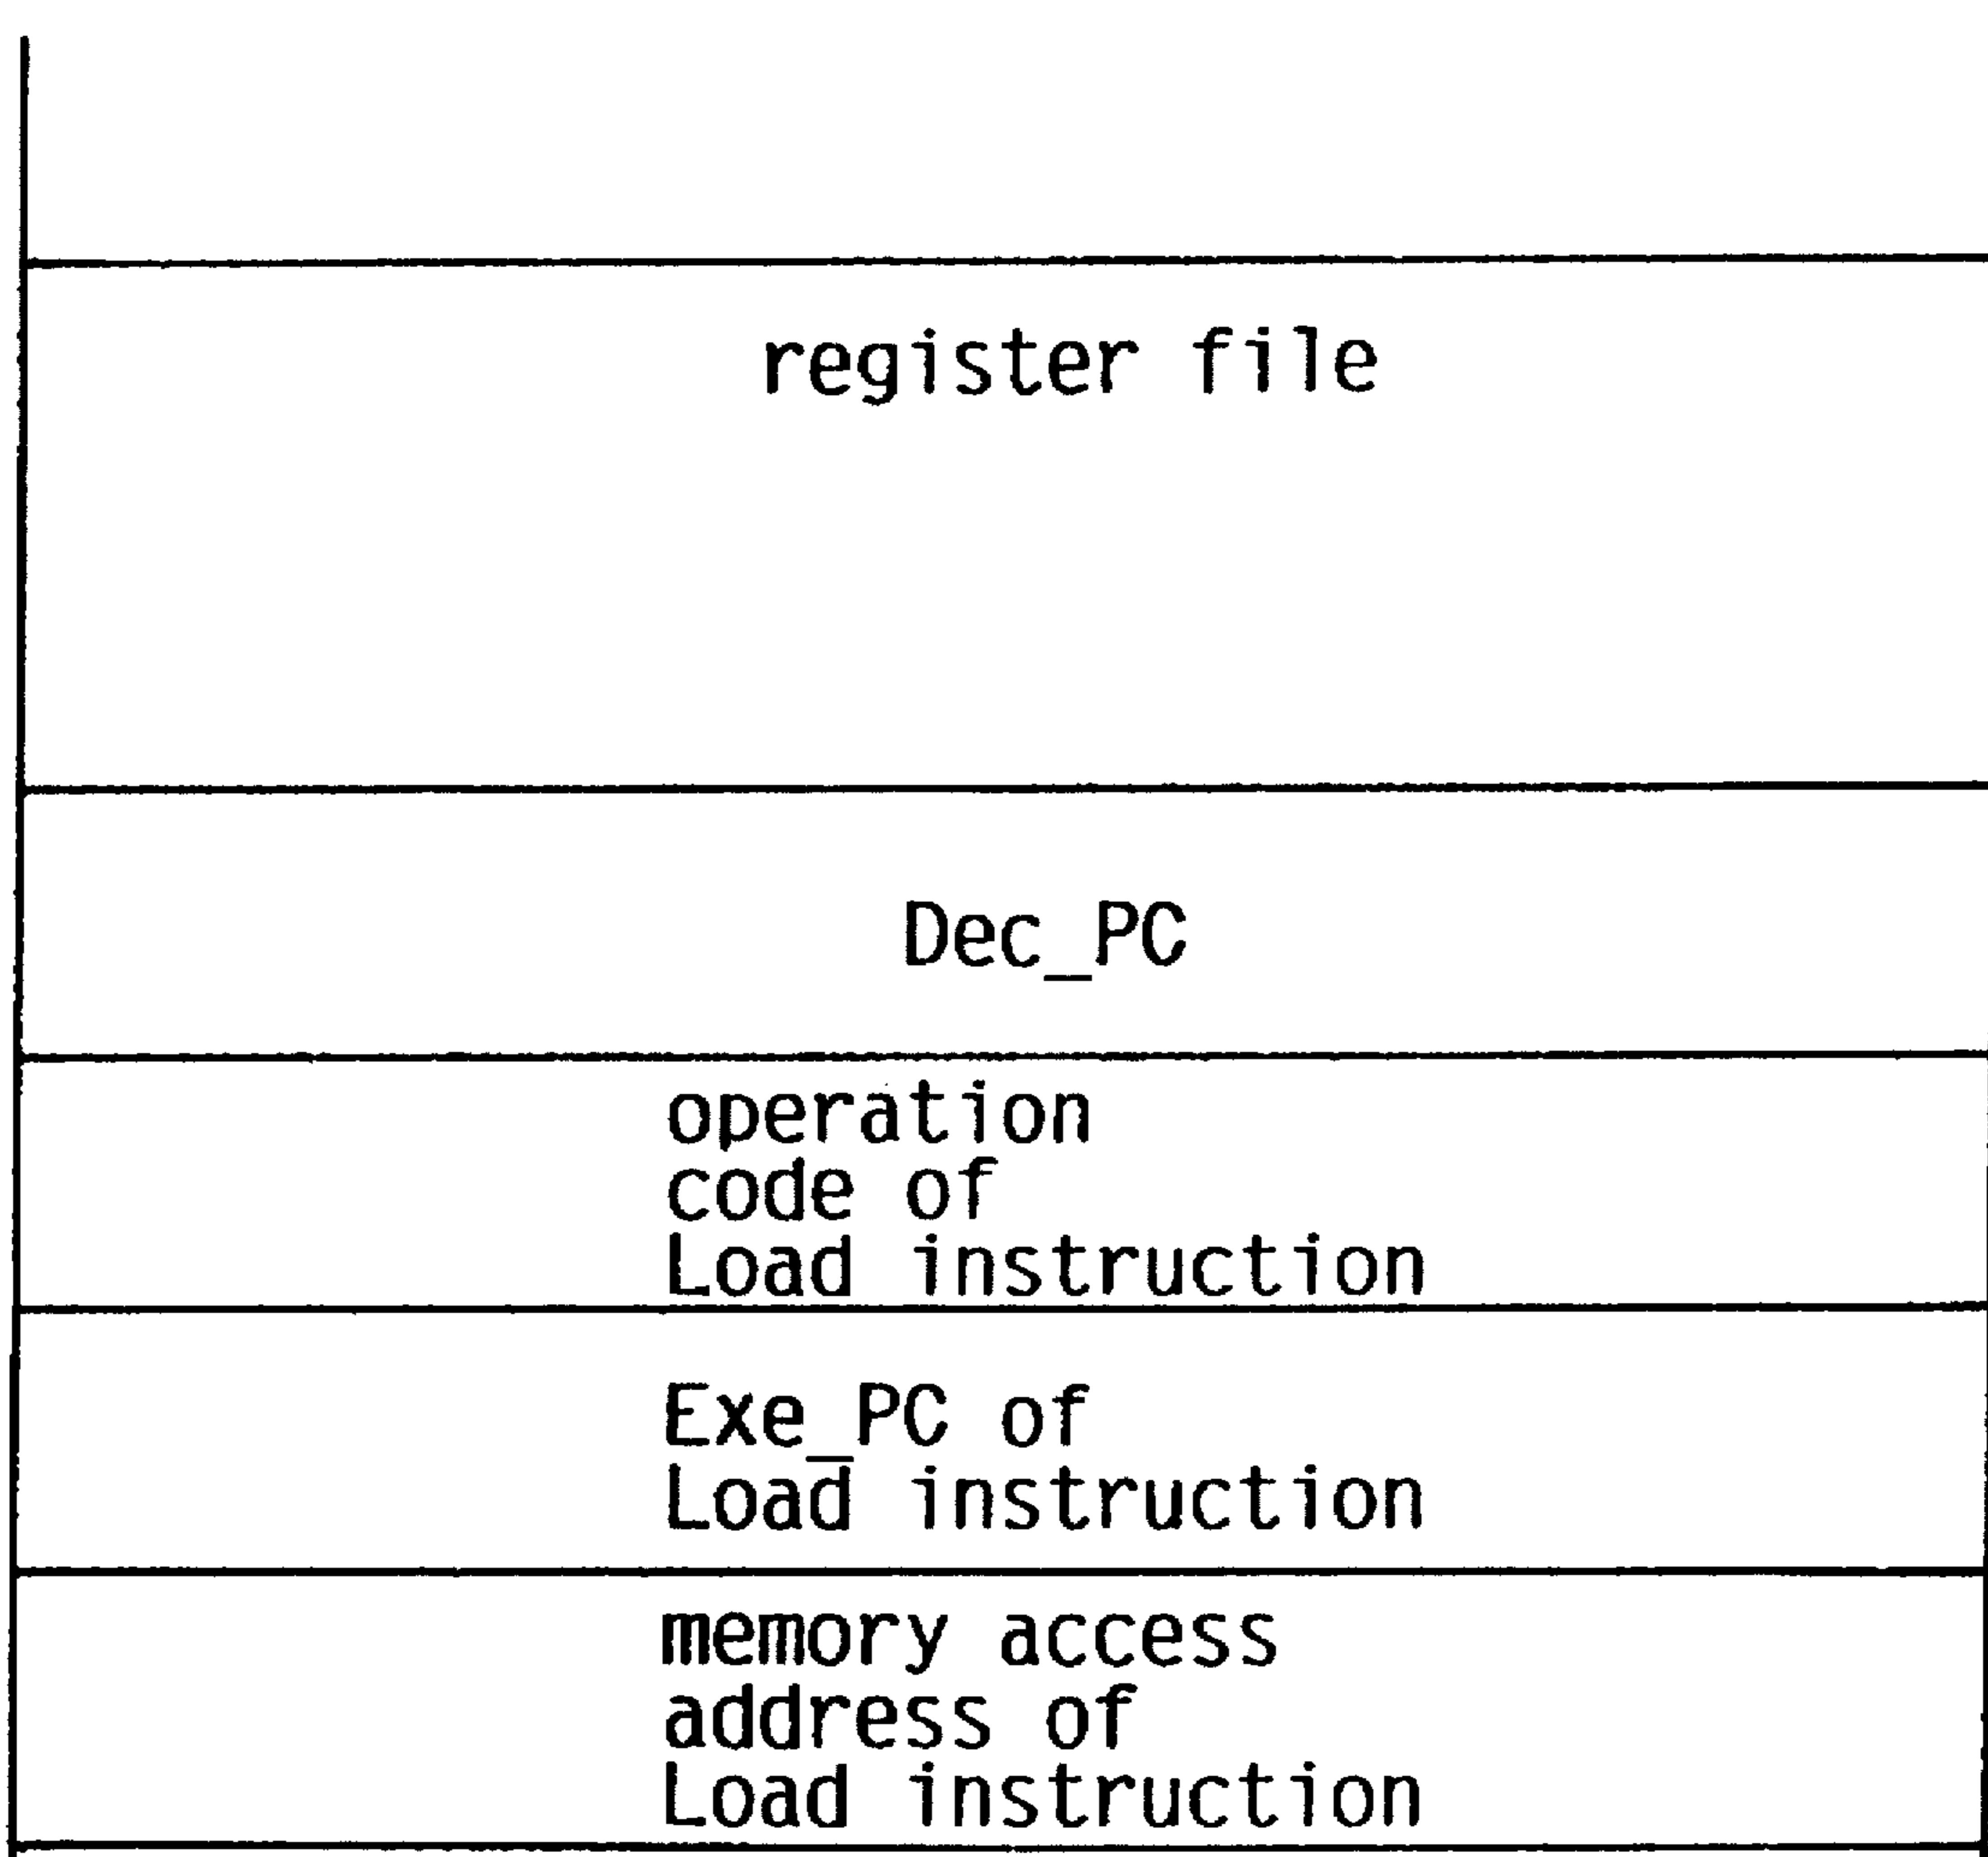 register file
Dec_PC
operation
code of
Load instruction
Exe_PC of
Load instruction
memory access
address of
Load instruction